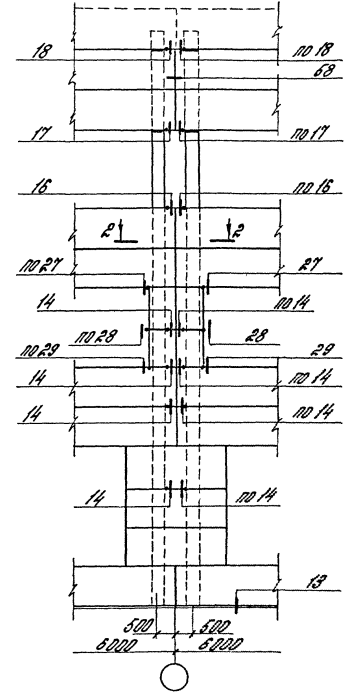 18 по 18
68
17 по 17
16 по 16
2 2
по 27 27
14 по 14
по 28 28
по 29 29
14 по 14
14 по 14
14 по 14
13
500 500
6000 6000